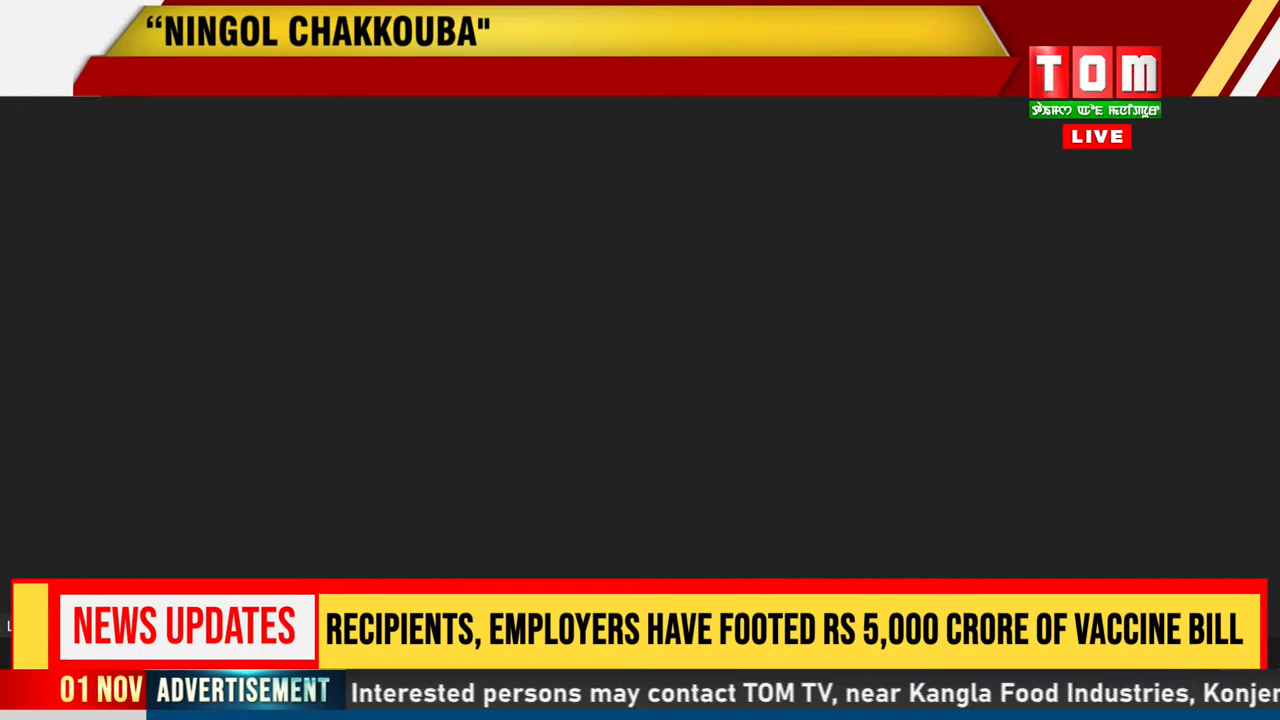 “NINGOL CHAKKOUBA"
TOM
LIVE
NEWS UPDATES
RECIPIENTS, EMPLOYERS HAVE FOOTED RS 5,000 CRORE OF VACCINE BILL
01 NOV
ADVERTISEMENT
Interested persons may contact TOM TV, near Kangla Food Industries, Konjen